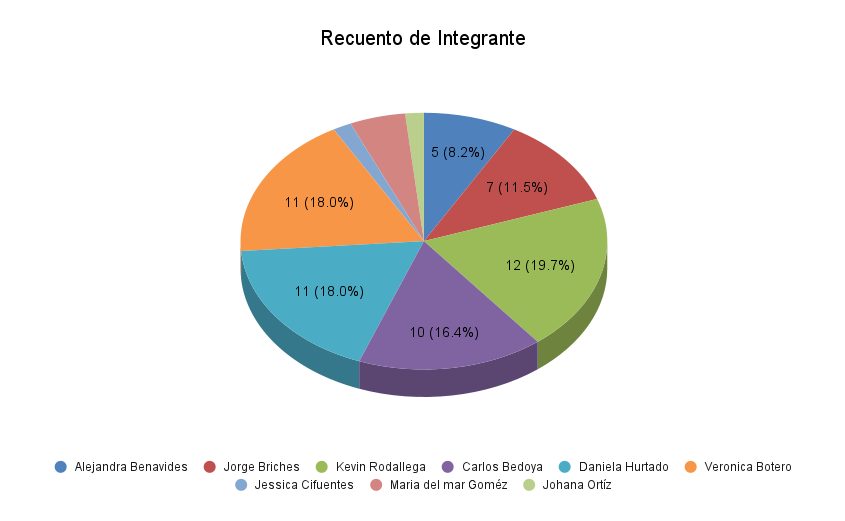 Recuento de Integrante
5 (8.2%)
7 (11.5%)
11 (18.0%)
12 (19.7%)
11 (18.0%)
10 (16.4%)
Alejandra Benavides Jorge Briches Kevin Rodallega Carlos Bedoya Daniela Hurtado Veronica Botero
Jessica Cifuentes Maria del mar Goméz Johana Ortíz